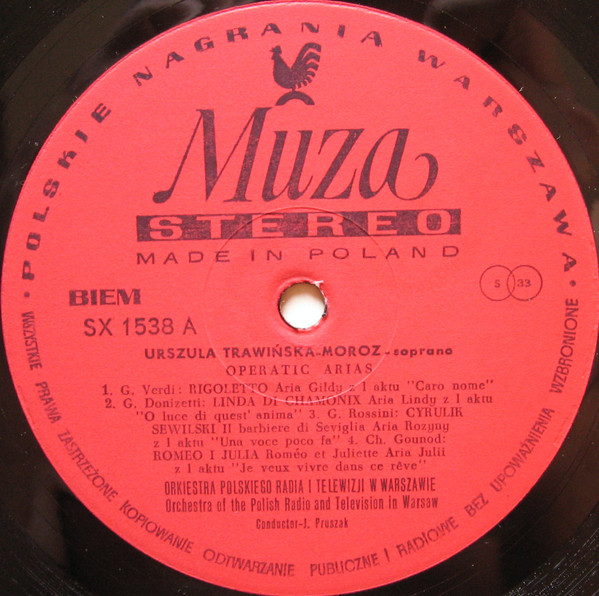 · POLSKIE NAGRANIA WARSZAWA ·
Muza
STEREO
MADE IN POLAND
BIEM
S 33
SX 1538 A
URSZULA TRAWIŃSKA-MOROZ - soprano
OPERATIC ARIAS
1. G. Verdi: RIGOLETTO Aria Gildy z I aktu "Caro nome"
2. G. Donizetti: LINDA DI CHAMONIX Aria Lindy z I aktu
"O luce di quest' anima" 3. G. Rossini: CYRULIK
SEWILSKI Il barbiere di Seviglia Aria Rozyny
z I aktu "Una voce poco fa" 4. Ch. Gounod:
ROMEO I JULIA Roméo et Juliette Aria Julii
z I aktu "Je veux vivre dans ce rêve"
ORKIESTRA POLSKIEGO RADIA I TELEWIZJI W WARSZAWIE
Orchestra of the Polish Radio and Television in Warsaw
Conductor-J. Pruszak
WSZYSTKIE PRAWA ZASTRZEŻONE KOPIOWANIE ODTWARZANIE PUBLICZNE I RADIOWE BEZ UPOWAŻNIENIA WZBRONIONE